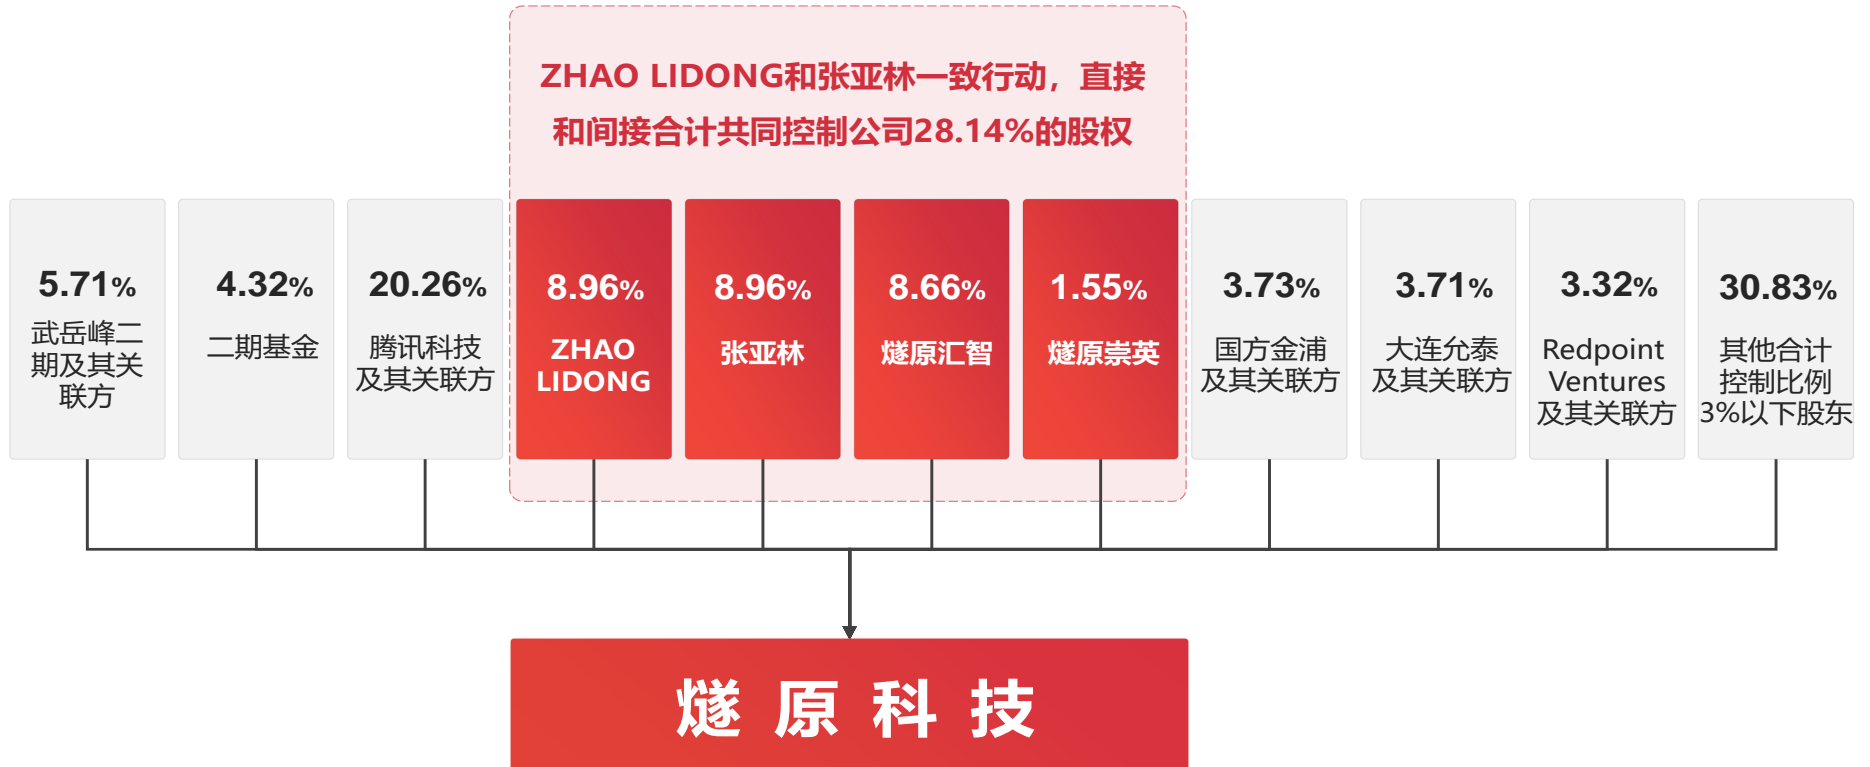 ZHAO LIDONG和张亚林一致行动，直接
和间接合计共同控制公司28.14%的股权
5.71%
武岳峰二
期及其关
联方
4.32%
二期基金
20.26%
腾讯科技
及其关联方
8.96%
ZHAO
LIDONG
8.96%
张亚林
8.66%
燧原汇智
1.55%
燧原崇英
3.73%
国方金浦
及其关联方
3.71%
大连允泰
及其关联方
3.32%
Redpoint
Ventures
及其关联方
30.83%
其他合计
控制比例
3%以下股东
燧原科技